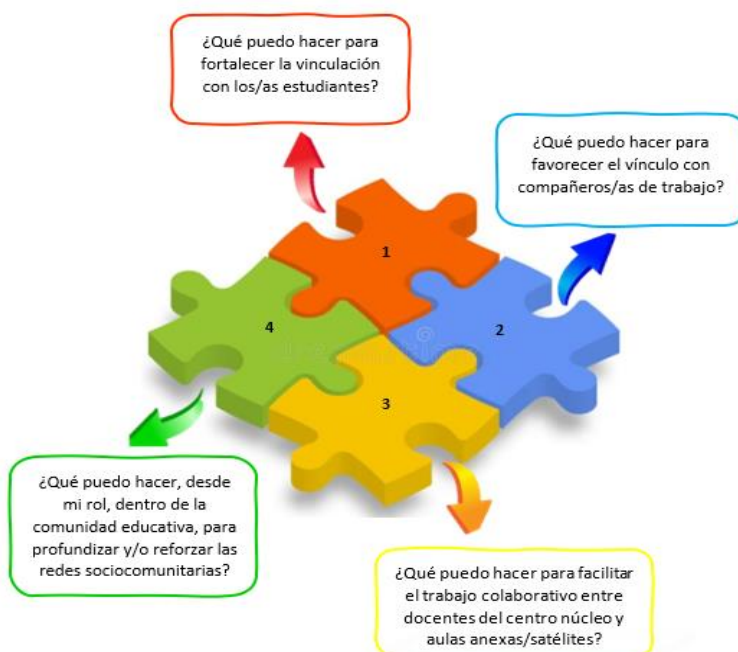 ¿Qué puedo hacer para
fortalecer la vinculación
con los/as estudiantes?
¿Qué puedo hacer para
favorecer el vínculo con
compañeros/as de trabajo?
1
2
3
4
¿Qué puedo hacer, desde
mi rol, dentro de la
comunidad educativa, para
profundizar y/o reforzar las
redes sociocomunitarias?
¿Qué puedo hacer para facilitar
el trabajo colaborativo entre
docentes del centro núcleo y
aulas anexas/satélites?